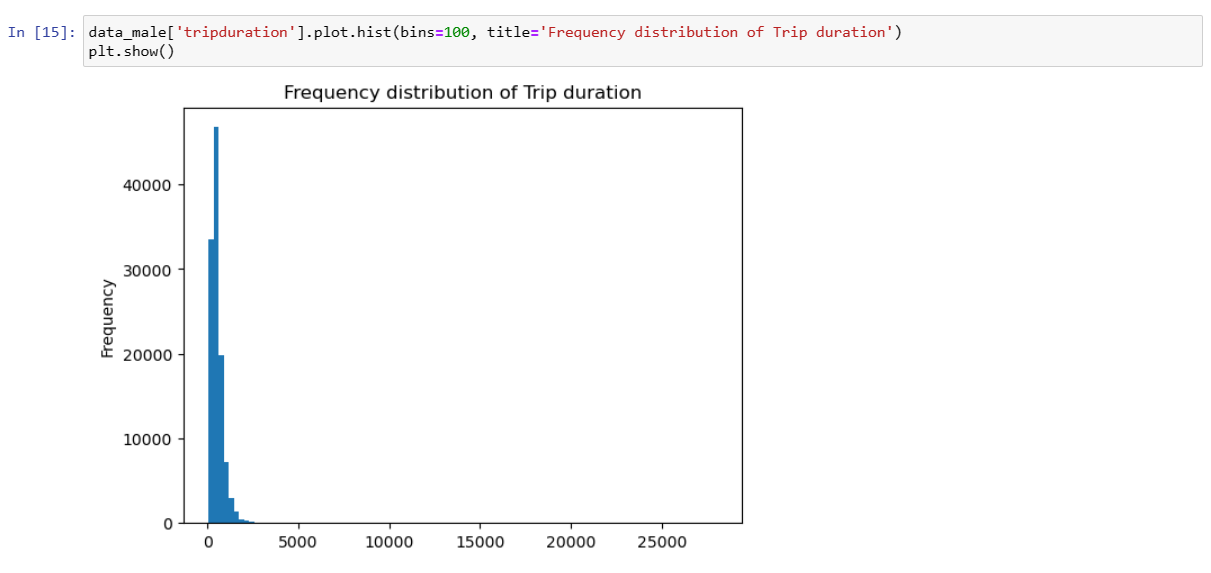 In [15]: data_male['tripduration'].plot.hist(bins=100, title='Frequency distribution of Trip duration')
plt.show()
Frequency distribution of Trip duration
Frequency
40000
30000
20000
10000
0
0 5000 10000 15000 20000 25000